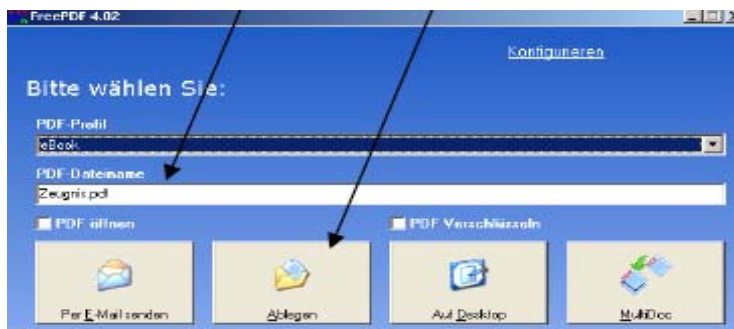 FreePDF 4.02
Konfigurieren
Bitte wählen Sie:
PDF-Profil
eBook
PDF-Dateiname
Zeugnis.pdf
PDF öffnen PDF Verschlüsseln
Per E-Mail senden Ablegen Auf Desktop MultiDoc